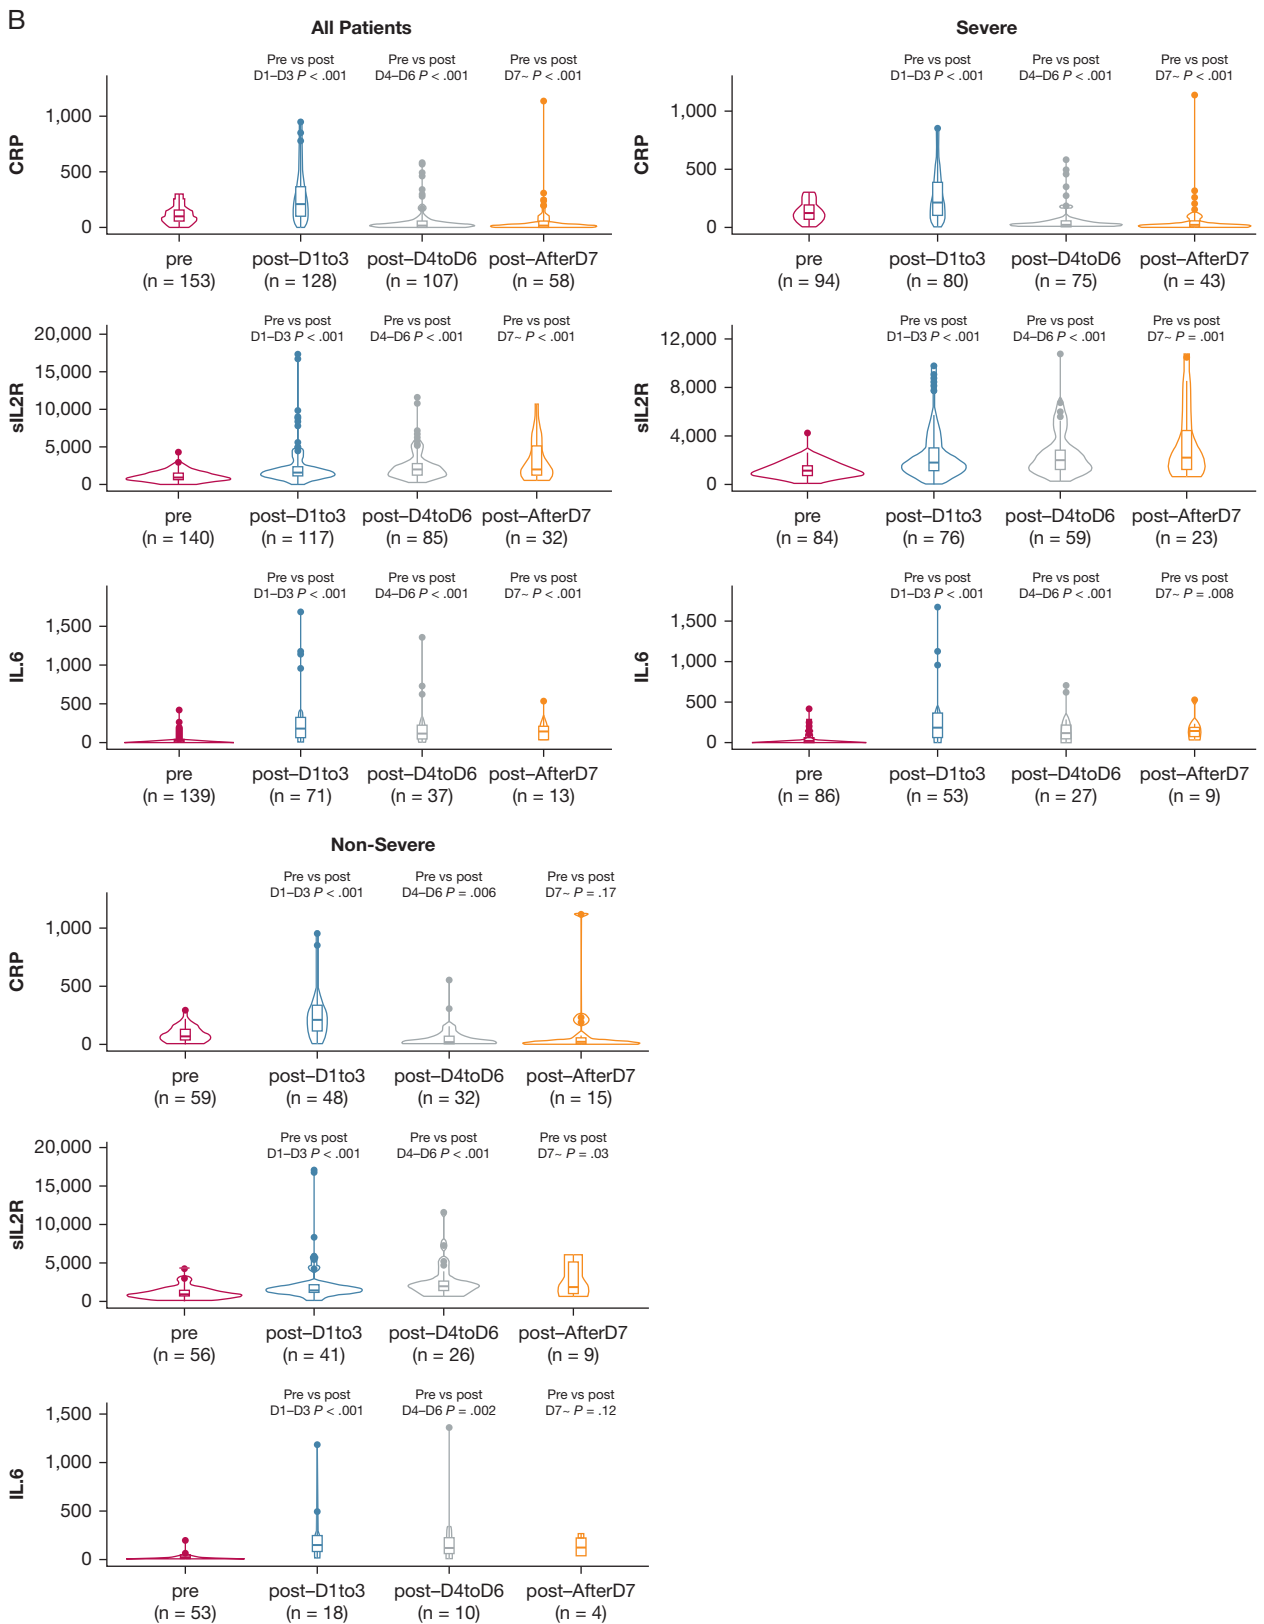 B
All Patients
Pre vs post Pre vs post Pre vs post
D1–D3 P < .001 D4–D6 P < .001 D7~ P < .001
CRP
1,000
500
0
pre post–D1to3 post–D4toD6 post–AfterD7
(n = 153) (n = 128) (n = 107) (n = 58)
Pre vs post Pre vs post Pre vs post
D1–D3 P < .001 D4–D6 P < .001 D7~ P < .001
sIL2R
20,000
15,000
10,000
5,000
0
pre post–D1to3 post–D4toD6 post–AfterD7
(n = 140) (n = 117) (n = 85) (n = 32)
Pre vs post Pre vs post Pre vs post
D1–D3 P < .001 D4–D6 P < .001 D7~ P < .001
IL.6
1,500
1,000
500
0
pre post–D1to3 post–D4toD6 post–AfterD7
(n = 139) (n = 71) (n = 37) (n = 13)
Severe
Pre vs post Pre vs post Pre vs post
D1–D3 P < .001 D4–D6 P < .001 D7~ P < .001
CRP
1,000
500
0
pre post–D1to3 post–D4toD6 post–AfterD7
(n = 94) (n = 80) (n = 75) (n = 43)
Pre vs post Pre vs post Pre vs post
D1–D3 P < .001 D4–D6 P < .001 D7~ P = .001
sIL2R
12,000
8,000
4,000
0
pre post–D1to3 post–D4toD6 post–AfterD7
(n = 84) (n = 76) (n = 59) (n = 23)
Pre vs post Pre vs post Pre vs post
D1–D3 P < .001 D4–D6 P < .001 D7~ P = .008
IL.6
1,500
1,000
500
0
pre post–D1to3 post–D4toD6 post–AfterD7
(n = 86) (n = 53) (n = 27) (n = 9)
Non-Severe
Pre vs post Pre vs post Pre vs post
D1–D3 P < .001 D4–D6 P = .006 D7~ P = .17
CRP
1,000
500
0
pre post–D1to3 post–D4toD6 post–AfterD7
(n = 59) (n = 48) (n = 32) (n = 15)
Pre vs post Pre vs post Pre vs post
D1–D3 P < .001 D4–D6 P < .001 D7~ P = .03
sIL2R
20,000
15,000
10,000
5,000
0
pre post–D1to3 post–D4toD6 post–AfterD7
(n = 56) (n = 41) (n = 26) (n = 9)
Pre vs post Pre vs post Pre vs post
D1–D3 P < .001 D4–D6 P = .002 D7~ P = .12
IL.6
1,500
1,000
500
0
pre post–D1to3 post–D4toD6 post–AfterD7
(n = 53) (n = 18) (n = 10) (n = 4)